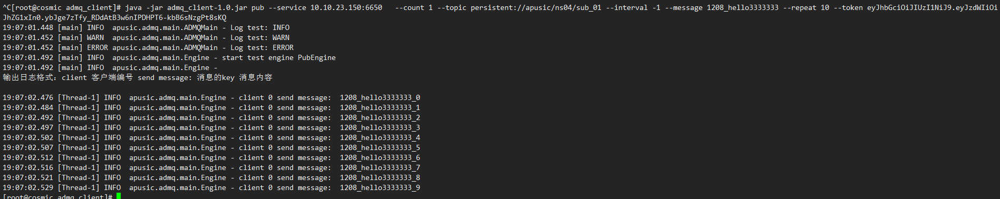 ^C[root@cosmic admq_client]# java -jar admq_client-1.0.jar pub --service 10.10.23.150:6650   --count 1 --topic persistent://apusic/ns04/sub_01 --interval -1 --message 1208_hello3333333 --repeat 10 --token eyJhbGciOiJIUzI1NiJ9.eyJzdWIiOi
JhZG1xIn0.ybJge7zTfy_RDdAtB3w6nIPDHPT6-kbB6sNzgPt8sKQ
19:07:01.448 [main] INFO  apusic.admq.main.ADMQMain - Log test: INFO
19:07:01.452 [main] WARN  apusic.admq.main.ADMQMain - Log test: WARN
19:07:01.452 [main] ERROR apusic.admq.main.ADMQMain - Log test: ERROR
19:07:01.492 [main] INFO  apusic.admq.main.Engine - start test engine PubEngine
19:07:01.492 [main] INFO  apusic.admq.main.Engine -
输出日志格式: client 客户端编号 send message: 消息的key 消息内容
19:07:02.476 [Thread-1] INFO  apusic.admq.main.Engine - client 0 send message:  1208_hello3333333_0
19:07:02.484 [Thread-1] INFO  apusic.admq.main.Engine - client 0 send message:  1208_hello3333333_1
19:07:02.492 [Thread-1] INFO  apusic.admq.main.Engine - client 0 send message:  1208_hello3333333_2
19:07:02.497 [Thread-1] INFO  apusic.admq.main.Engine - client 0 send message:  1208_hello3333333_3
19:07:02.502 [Thread-1] INFO  apusic.admq.main.Engine - client 0 send message:  1208_hello3333333_4
19:07:02.507 [Thread-1] INFO  apusic.admq.main.Engine - client 0 send message:  1208_hello3333333_5
19:07:02.512 [Thread-1] INFO  apusic.admq.main.Engine - client 0 send message:  1208_hello3333333_6
19:07:02.516 [Thread-1] INFO  apusic.admq.main.Engine - client 0 send message:  1208_hello3333333_7
19:07:02.521 [Thread-1] INFO  apusic.admq.main.Engine - client 0 send message:  1208_hello3333333_8
19:07:02.529 [Thread-1] INFO  apusic.admq.main.Engine - client 0 send message:  1208_hello3333333_9
[root@cosmic admq_client]#